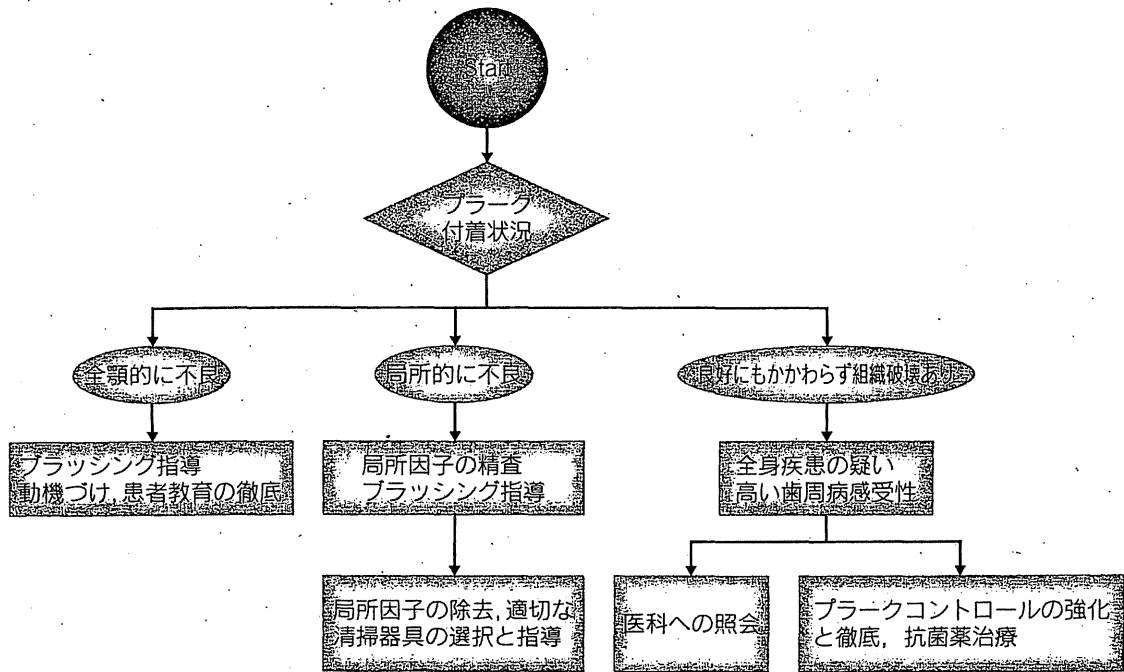 Start
プラーク
付着状況
全顎的に不良
局所的に不良
良好にもかかわらず組織破壊あり
ブラッシング指導
動機づけ,患者教育の徹底
局所因子の精査
ブラッシング指導
全身疾患の疑い
高い歯周病感受性
局所因子の除去,適切な
清掃器具の選択と指導
医科への照会
プラークコントロールの強化
と徹底,抗菌薬治療